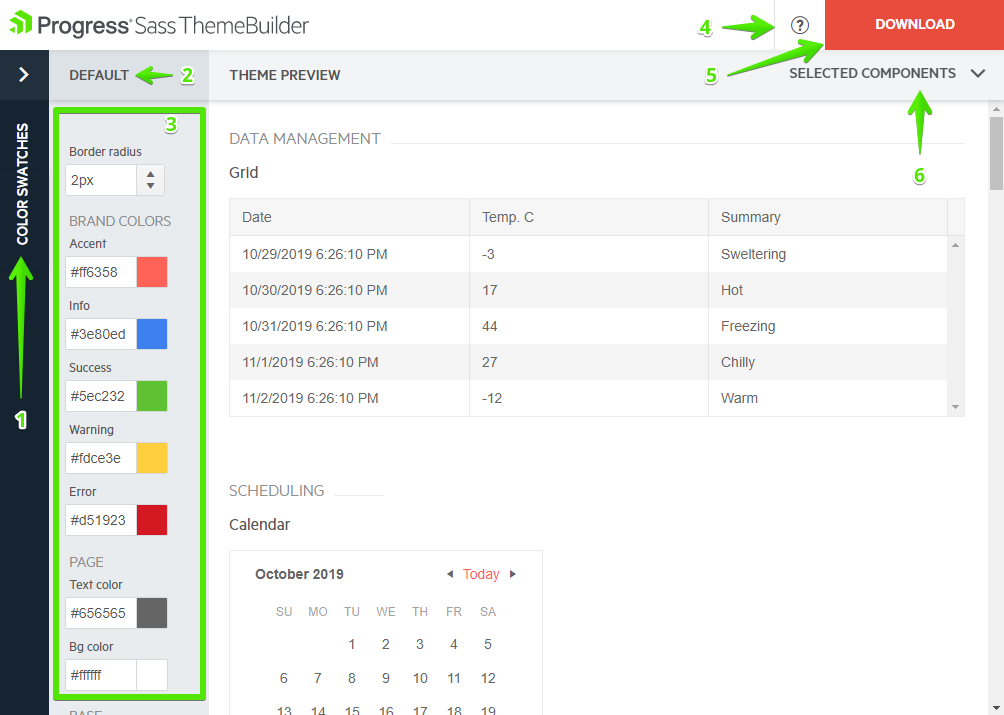 Progress® Sass ThemeBuilder
4
?
DOWNLOAD
DEFAULT
2
THEME PREVIEW
5
SELECTED COMPONENTS
COLOR SWATCHES
1
3
6
Border radius
2px
BRAND COLORS
Accent
#ff6358
Info
#3e80ed
Success
#5ec232
Warning
#fdce3e
Error
#d51923
PAGE
Text color
#656565
Bg color
#ffffff
BASE
DATA MANAGEMENT
Grid
Date Temp. C Summary
10/29/2019 6:26:10 PM -3 Sweltering
10/30/2019 6:26:10 PM 17 Hot
10/31/2019 6:26:10 PM 44 Freezing
11/1/2019 6:26:10 PM 27 Chilly
11/2/2019 6:26:10 PM -12 Warm
SCHEDULING
Calendar
October 2019 Today
SU MO TU WE TH FR SA
1 2 3 4 5
6 7 8 9 10 11 12
13 14 15 16 17 18 19